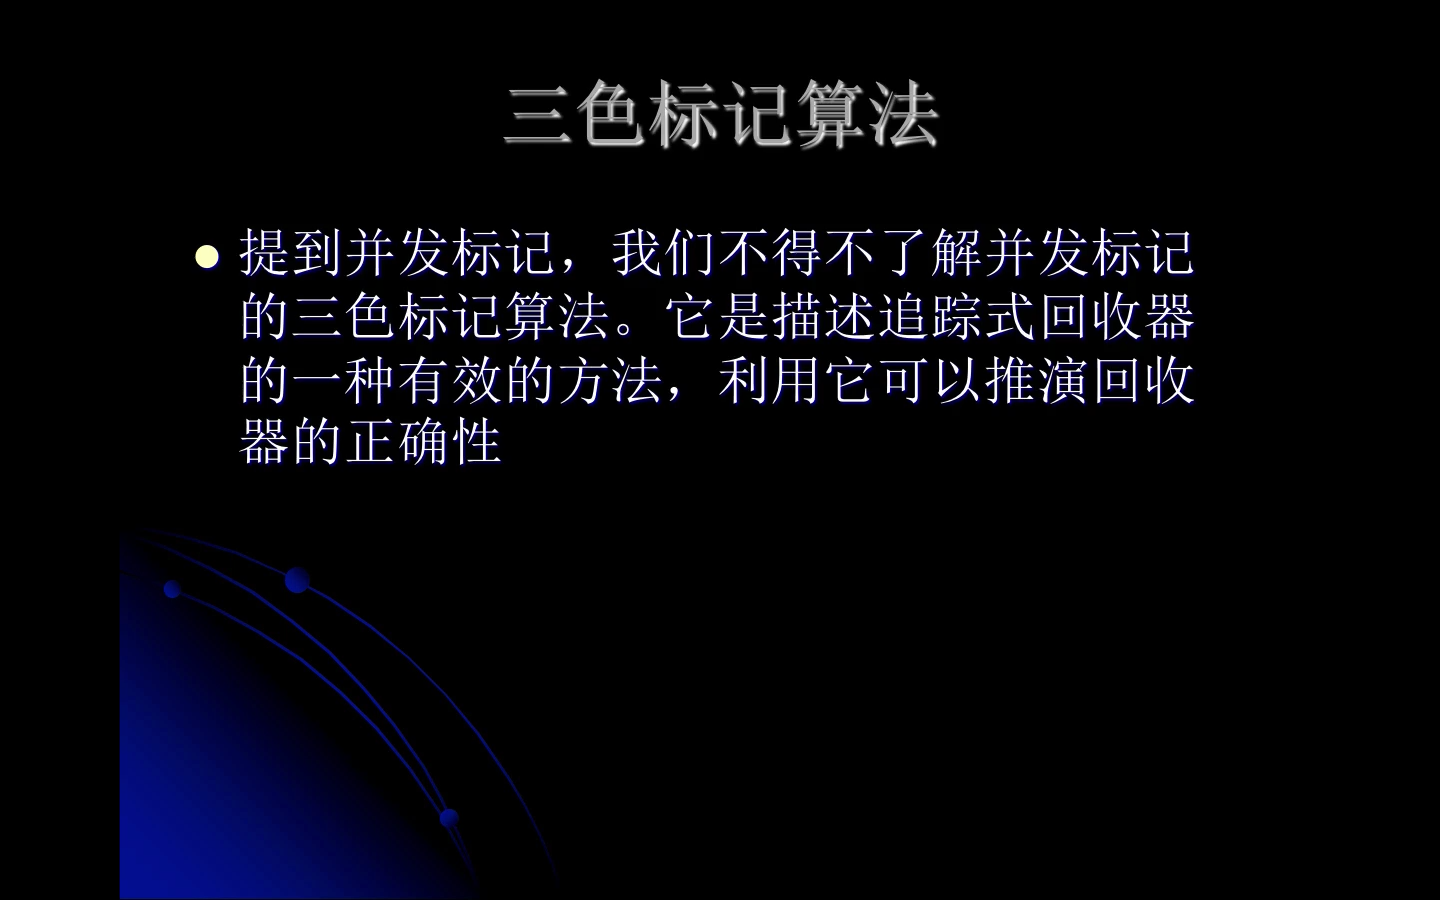 三色标记算法
提到并发标记，我们不得不了解并发标记
的三色标记算法。它是描述追踪式回收器
的一种有效的方法，利用它可以推演回收
器的正确性